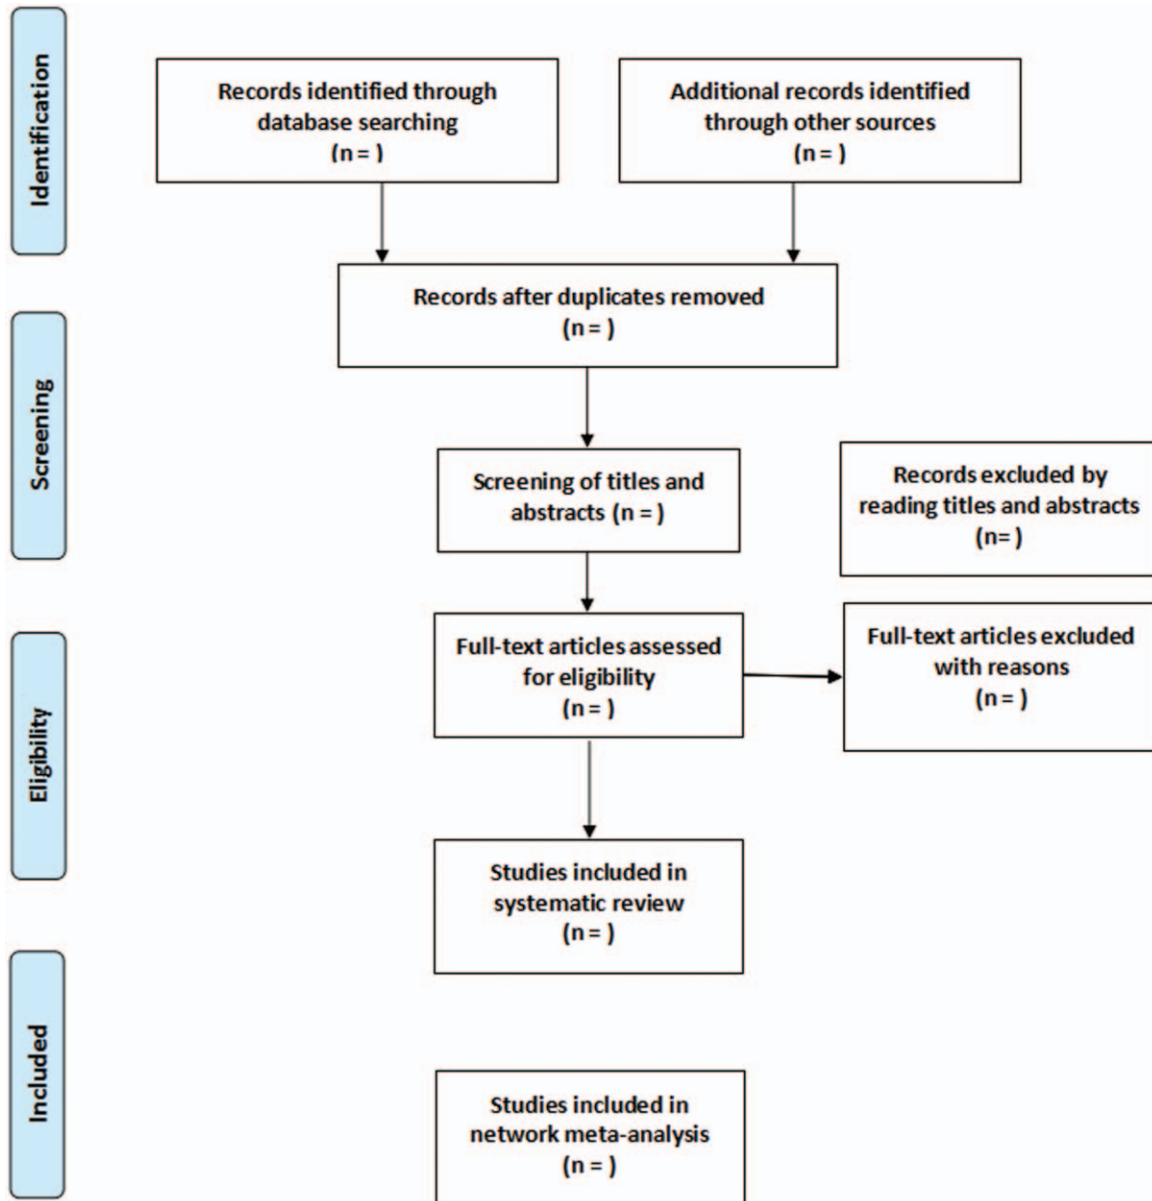 Identification
Records identified through
database searching
(n = )
Additional records identified
through other sources
(n = )
Records after duplicates removed
(n = )
Screening
Screening of titles and
abstracts (n = )
Records excluded by
reading titles and abstracts
(n= )
Eligibility
Full-text articles assessed
for eligibility
(n = )
Full-text articles excluded
with reasons
(n = )
Studies included in
systematic review
(n = )
Included
Studies included in
network meta-analysis
(n = )